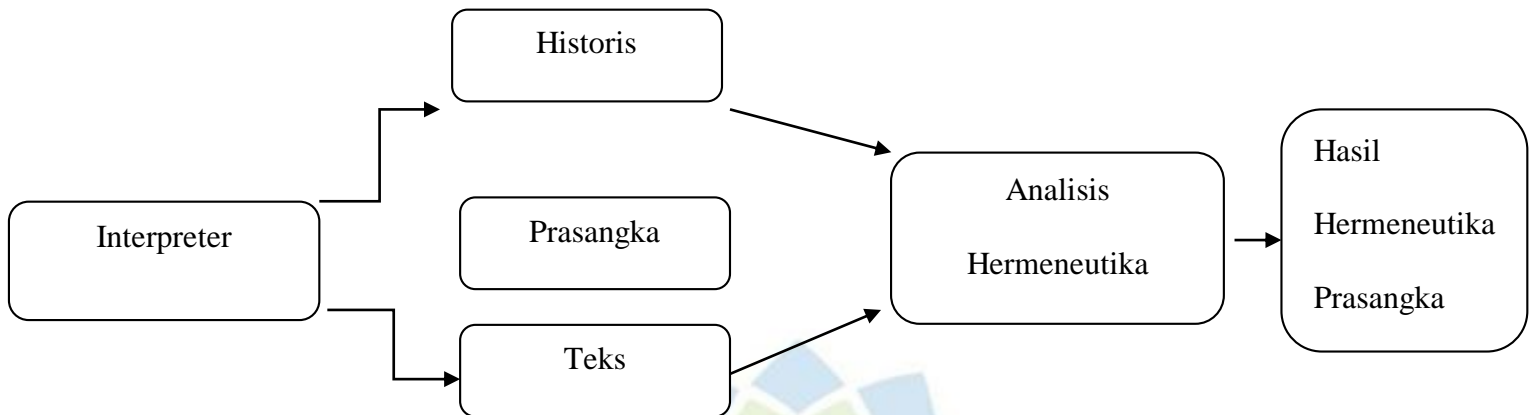 Historis
Interpreter
Prasangka
Teks
Analisis
Hermeneutika
Hasil
Hermeneutika
Prasangka